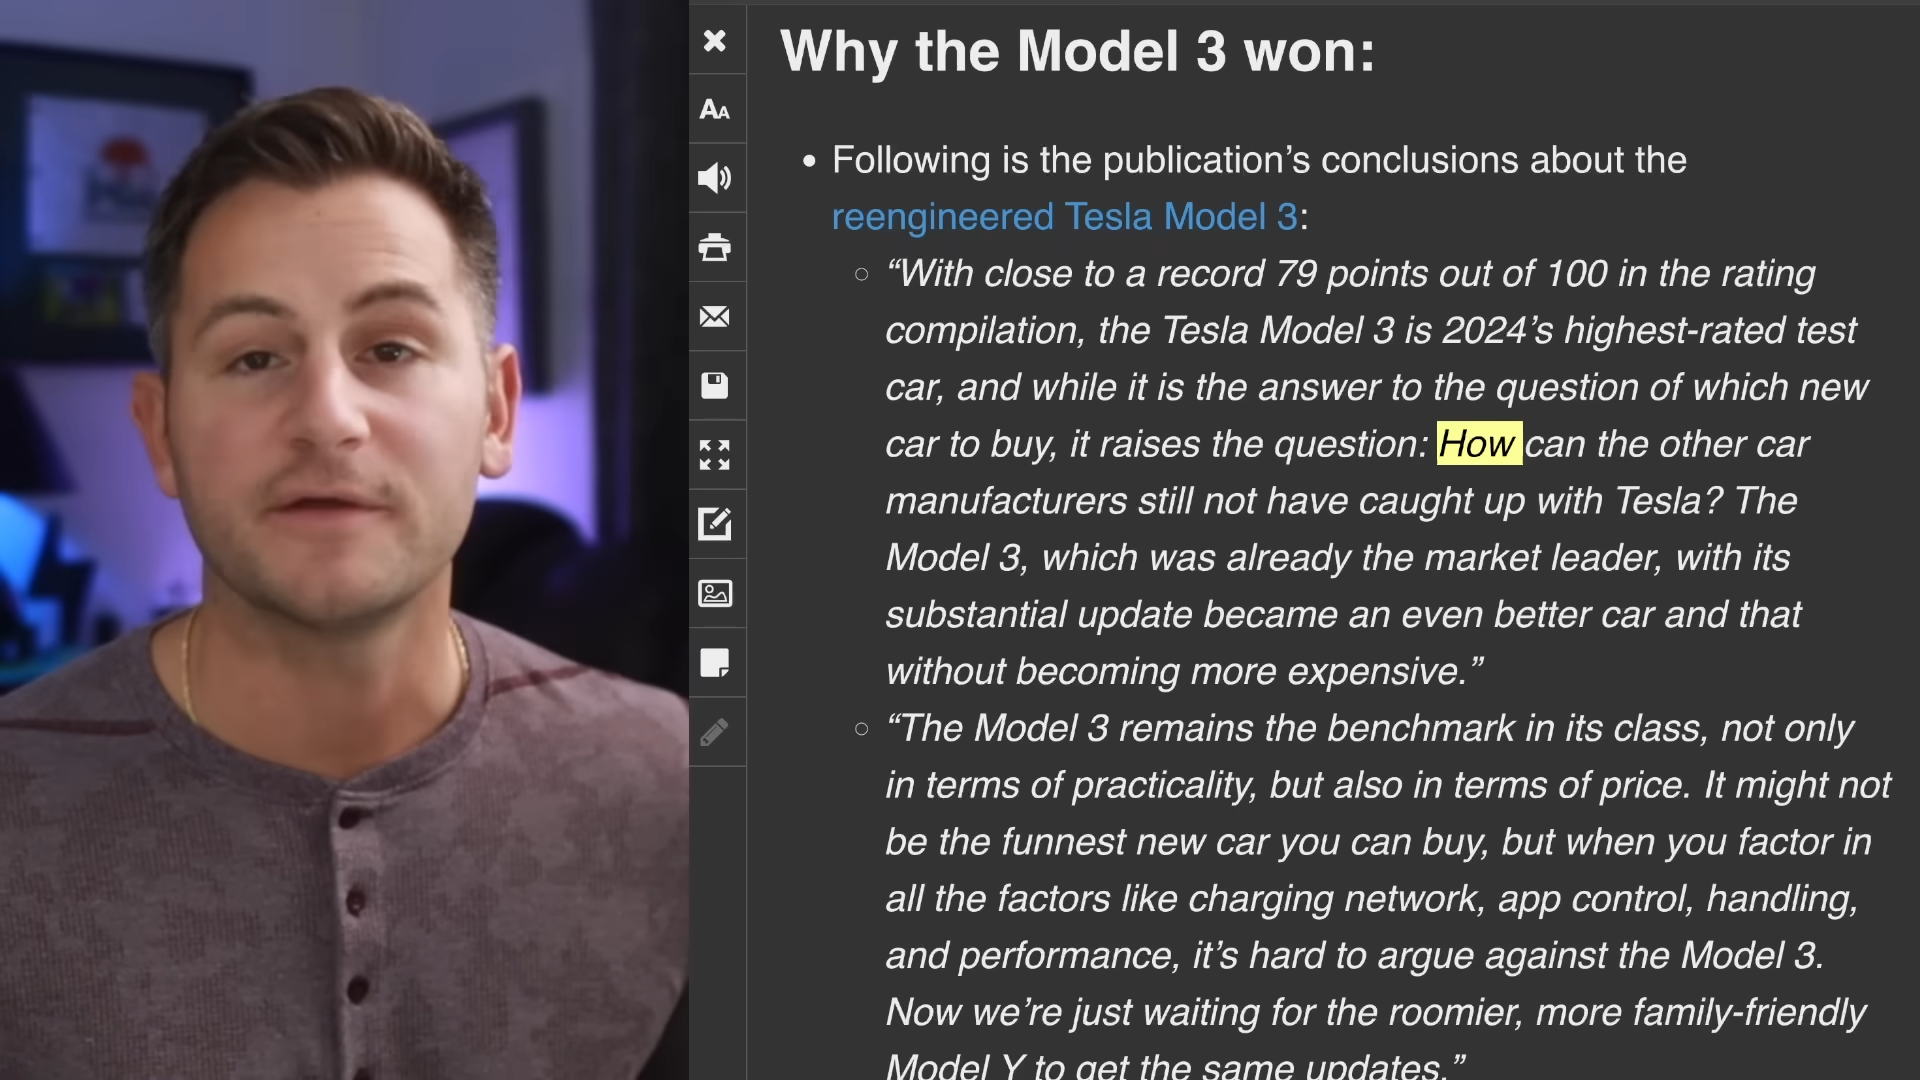 Why the Model 3 won:
Following is the publication’s conclusions about the
reengineered Tesla Model 3:
“With close to a record 79 points out of 100 in the rating
compilation, the Tesla Model 3 is 2024’s highest-rated test
car, and while it is the answer to the question of which new
car to buy, it raises the question: How can the other car
manufacturers still not have caught up with Tesla? The
Model 3, which was already the market leader, with its
substantial update became an even better car and that
without becoming more expensive.”
“The Model 3 remains the benchmark in its class, not only
in terms of practicality, but also in terms of price. It might not
be the funnest new car you can buy, but when you factor in
all the factors like charging network, app control, handling,
and performance, it’s hard to argue against the Model 3.
Now we’re just waiting for the roomier, more family-friendly
Model Y to get the same updates.”